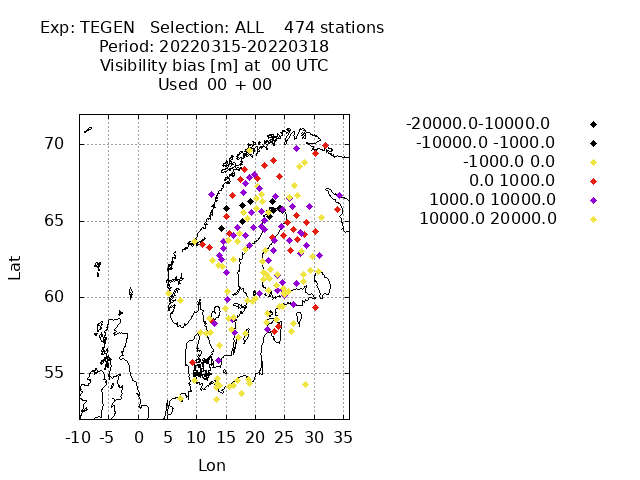 Exp: TEGEN   Selection: ALL    474 stations
Period: 20220315-20220318
Visibility bias [m] at  00 UTC
Used  00 + 00
-20000.0-10000.0
-10000.0 -1000.0
-1000.0 0.0
0.0 1000.0
1000.0 10000.0
10000.0 20000.0
70
65
60
55
Lat
-10 -5 0 5 10 15 20 25 30 35
Lon